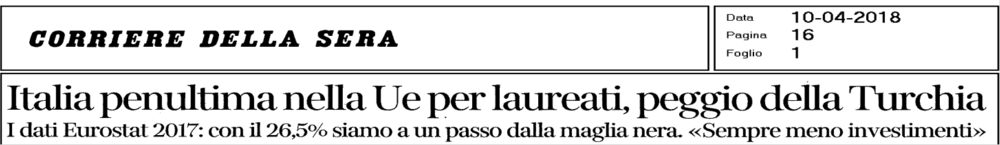 CORRIERE DELLA SERA
Data 10-04-2018
Pagina 16
Foglio 1
Italia penultima nella Ue per laureati, peggio della Turchia
I dati Eurostat 2017: con il 26,5% siamo a un passo dalla maglia nera. «Sempre meno investimenti»